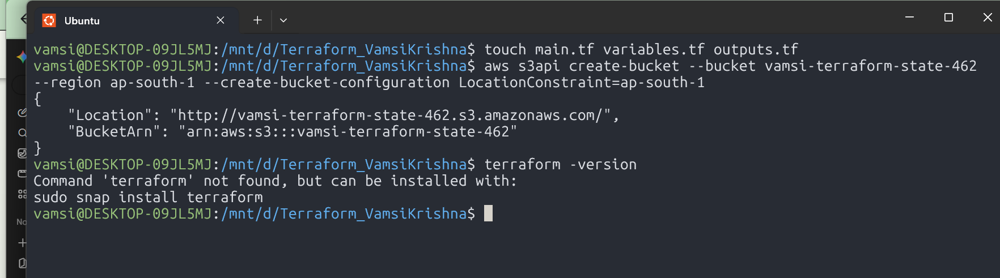 Ubuntu
vamsi@DESKTOP-09JL5MJ:/mnt/d/Terraform_VamsiKrishna$ touch main.tf variables.tf outputs.tf
vamsi@DESKTOP-09JL5MJ:/mnt/d/Terraform_VamsiKrishna$ aws s3api create-bucket --bucket vamsi-terraform-state-462
--region ap-south-1 --create-bucket-configuration LocationConstraint=ap-south-1
{
    "Location": "http://vamsi-terraform-state-462.s3.amazonaws.com/",
    "BucketArn": "arn:aws:s3:::vamsi-terraform-state-462"
}
vamsi@DESKTOP-09JL5MJ:/mnt/d/Terraform_VamsiKrishna$ terraform -version
Command 'terraform' not found, but can be installed with:
sudo snap install terraform
vamsi@DESKTOP-09JL5MJ:/mnt/d/Terraform_VamsiKrishna$
No